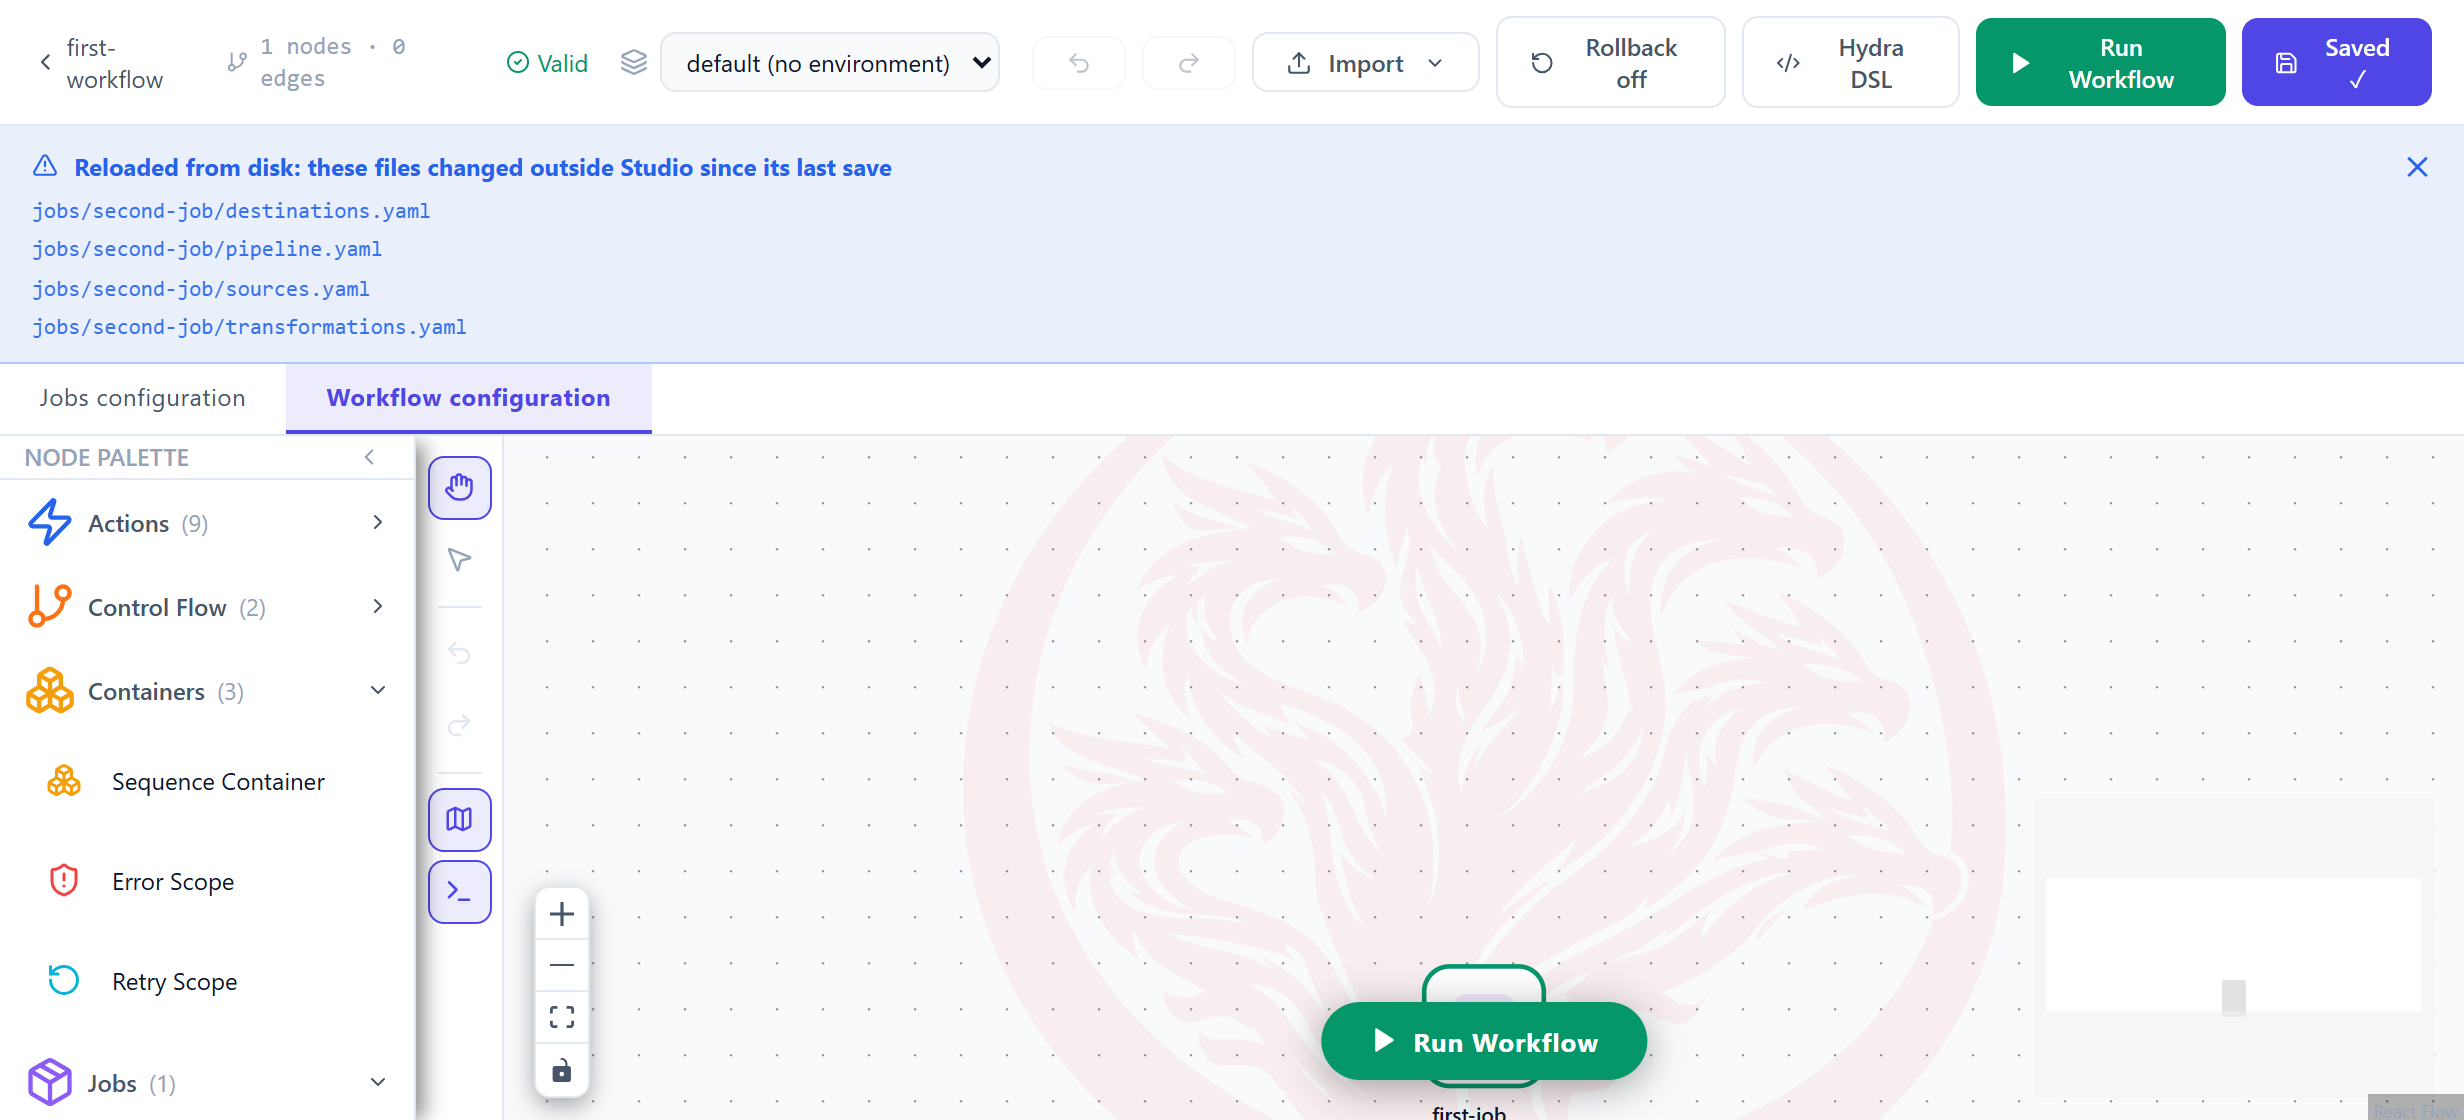 first-
workflow
1 nodes · 0
edges
Valid
default (no environment)
Import
Rollback
off
Hydra
DSL
Run
Workflow
Saved
✓
Reloaded from disk: these files changed outside Studio since its last save
jobs/second-job/destinations.yaml
jobs/second-job/pipeline.yaml
jobs/second-job/sources.yaml
jobs/second-job/transformations.yaml
Jobs configuration
Workflow configuration
NODE PALETTE
Actions (9)
Control Flow (2)
Containers (3)
Sequence Container
Error Scope
Retry Scope
Jobs (1)
Run Workflow
first-job
React Flow